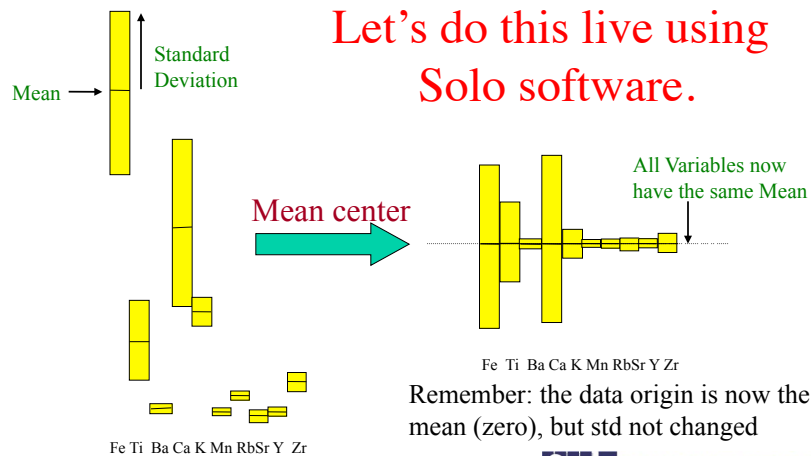 Let's do this live using
Solo software.
Standard
Deviation
Mean
Mean center
All Variables now
have the same Mean
Fe Ti Ba Ca K Mn RbSr Y Zr
Fe Ti Ba Ca K Mn RbSr Y Zr
Remember: the data origin is now the
mean (zero), but std not changed